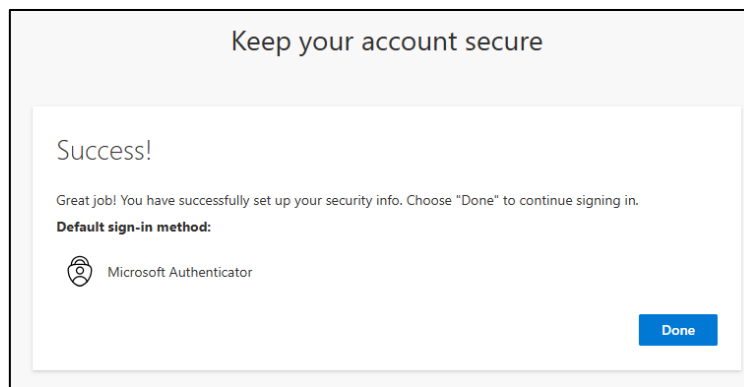 Keep your account secure
Success!
Great job! You have successfully set up your security info. Choose "Done" to continue signing in.
Default sign-in method:
Microsoft Authenticator
Done